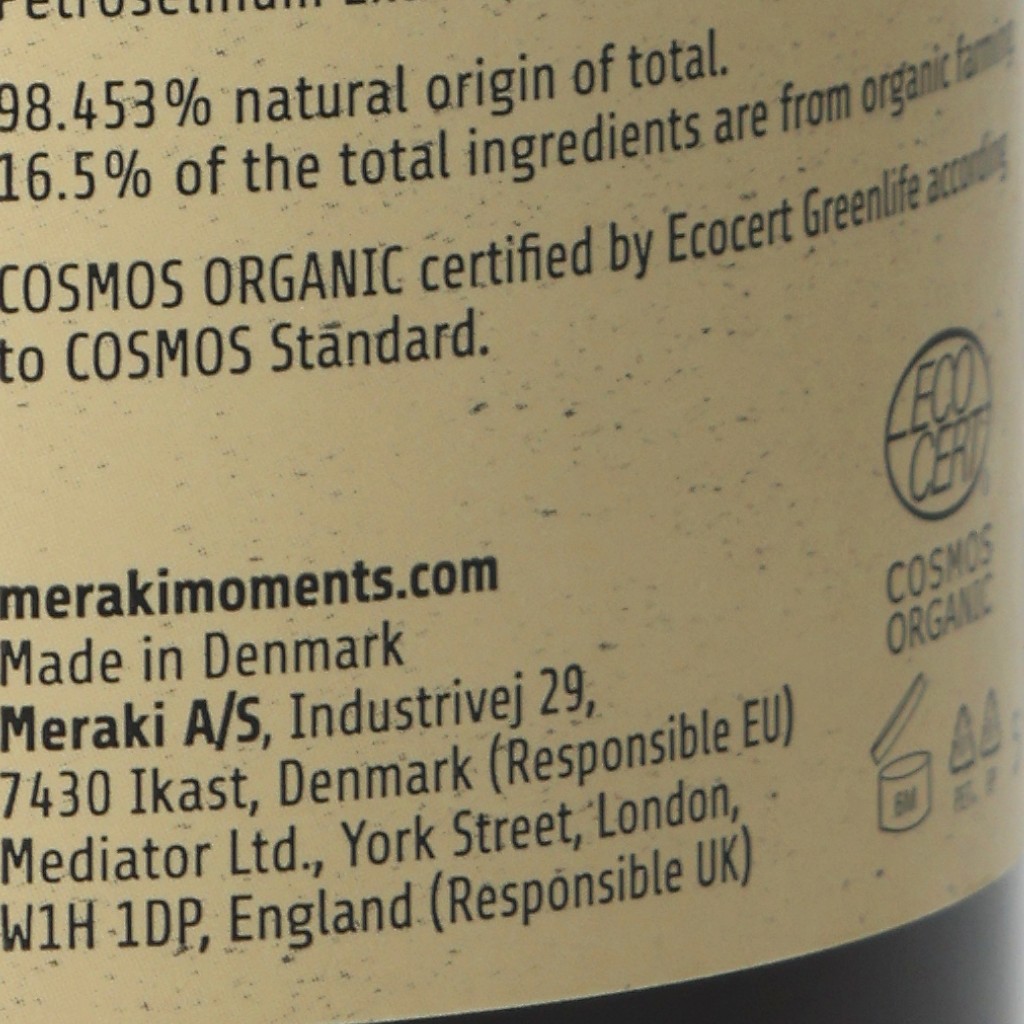 98.453% natural origin of total.
16.5% of the total ingredients are from organic farming
COSMOS ORGANIC certified by Ecocert Greenlife according
to COSMOS Standard.
ECO
CERT
COSMOS
ORGANIC
merakimoments.com
Made in Denmark
Meraki A/S, Industrivej 29,
7430 Ikast, Denmark (Responsible EU)
Mediator Ltd., York Street, London,
W1H 1DP, England (Responsible UK)
6M